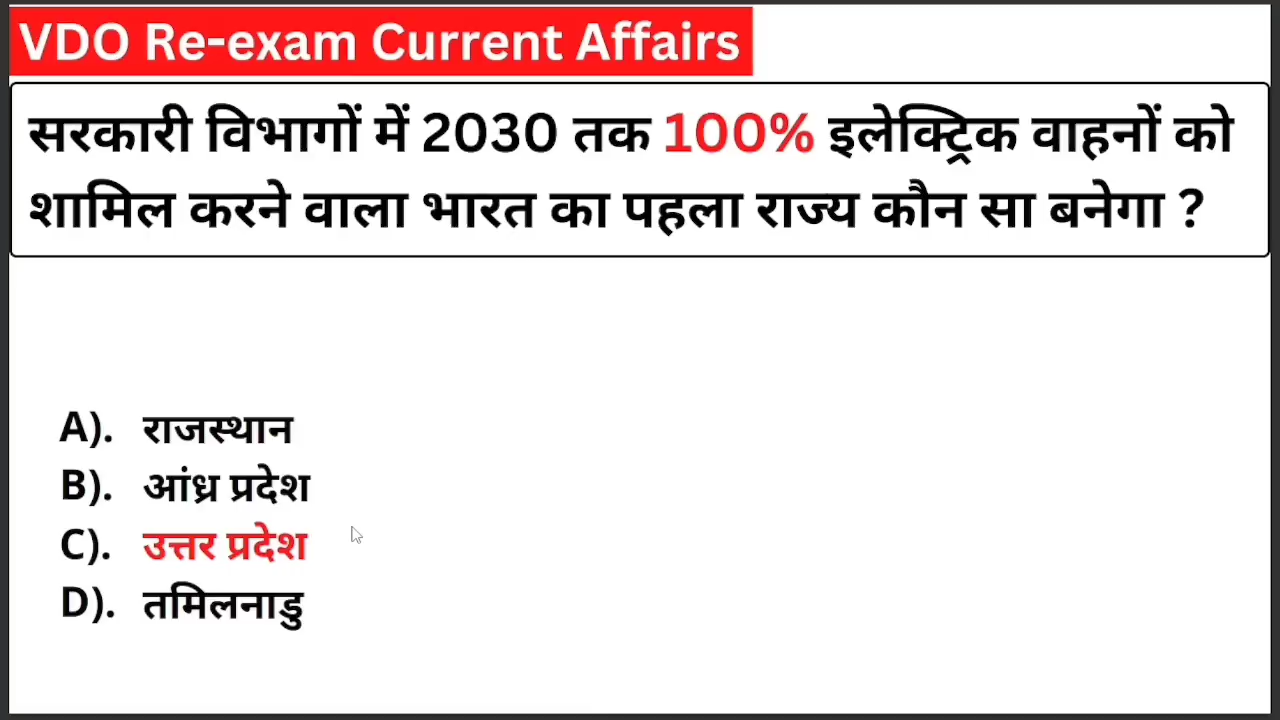 VDO Re-exam Current Affairs
सरकारी विभागों में 2030 तक 100% इलेक्ट्रिक वाहनों को
शामिल करने वाला भारत का पहला राज्य कौन सा बनेगा ?
A). राजस्थान
B). आंध्र प्रदेश
C). उत्तर प्रदेश
D). तमिलनाडु